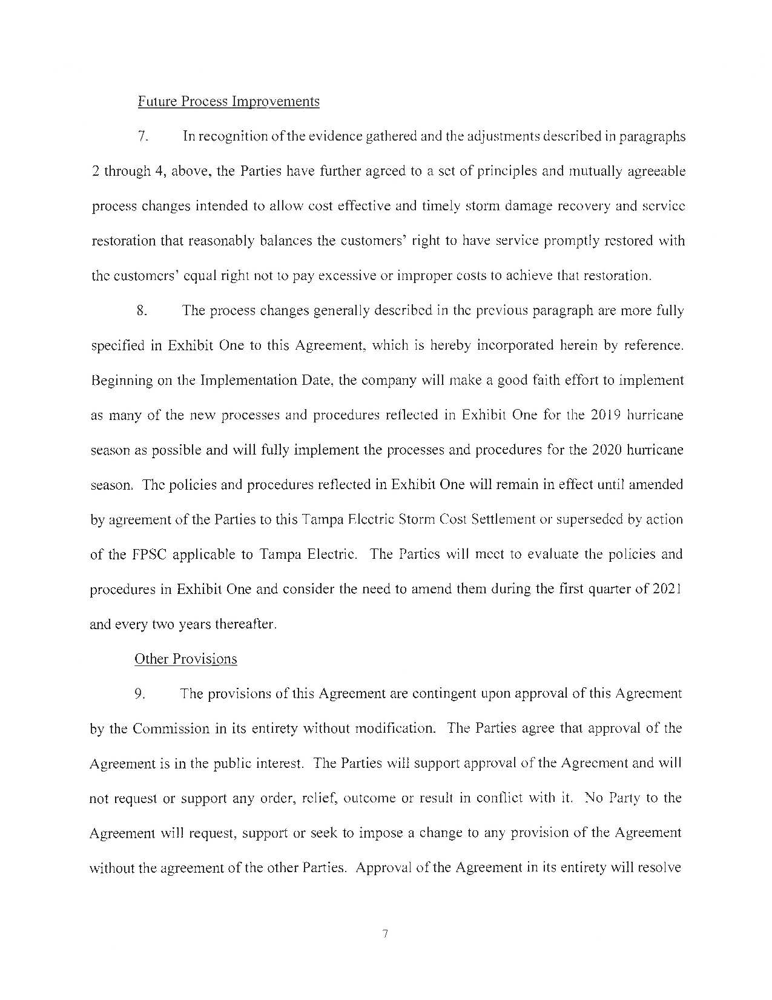 Future Process Improvements
7. In recognition of the evidence gathered and the adjustments described in paragraphs
2 through 4, above, the Parties have further agreed to a set of principles and mutually agreeable
process changes intended to allow cost effective and timely storm damage recovery and service
restoration that reasonably balances the customers' right to have service promptly restored with
the customers' equal right not to pay excessive or improper costs to achieve that restoration.
8. The process changes generally described in the previous paragraph are more fully
specified in Exhibit One to this Agreement, which is hereby incorporated herein by reference.
Beginning on the Implementation Date, the company will make a good faith effort to implement
as many of the new processes and procedures reflected in Exhibit One for the 2019 hurricane
season as possible and will fully implement the processes and procedures for the 2020 hurricane
season. The policies and procedures reflected in Exhibit One will remain in effect until amended
by agreement of the Parties to this Tampa Electric Storm Cost Settlement or superseded by action
of the FPSC applicable to Tampa Electric. The Parties will meet to evaluate the policies and
procedures in Exhibit One and consider the need to amend them during the first quarter of 2021
and every two years thereafter.
Other Provisions
9. The provisions of this Agreement are contingent upon approval of this Agreement
by the Commission in its entirety without modification. The Parties agree that approval of the
Agreement is in the public interest. The Parties will support approval of the Agreement and will
not request or support any order, relief, outcome or result in conflict with it. No Party to the
Agreement will request, support or seek to impose a change to any provision of the Agreement
without the agreement of the other Parties. Approval of the Agreement in its entirety will resolve
7